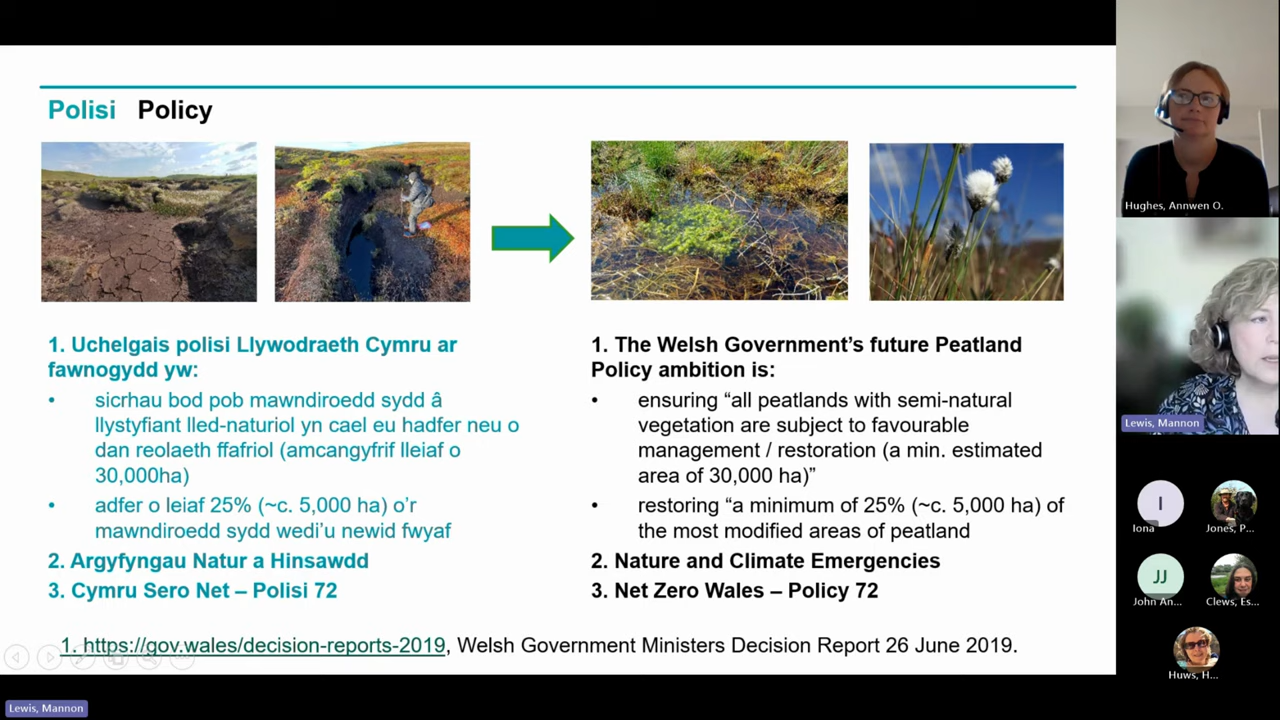 Polisi Policy
1. Uchelgais polisi Llywodraeth Cymru ar
fawnogydd yw:
• sicrhau bod pob mawndiroedd sydd â
llystyfiant lled-naturiol yn cael eu hadfer neu o
dan reolaeth ffafriol (amcangyfrif lleiaf o
30,000ha)
• adfer o leiaf 25% (~c. 5,000 ha) o'r
mawndiroedd sydd wedi'u newid fwyaf
2. Argyfyngau Natur a Hinsawdd
3. Cymru Sero Net – Polisi 72
1. The Welsh Government's future Peatland
Policy ambition is:
• ensuring "all peatlands with semi-natural
vegetation are subject to favourable
management / restoration (a min. estimated
area of 30,000 ha)"
• restoring "a minimum of 25% (~c. 5,000 ha) of
the most modified areas of peatland
2. Nature and Climate Emergencies
3. Net Zero Wales – Policy 72
1. https://gov.wales/decision-reports-2019, Welsh Government Ministers Decision Report 26 June 2019.
Hughes, Annwen O.
Lewis, Mannon
I
Iona
Jones, P...
JJ
John An...
Clews, Es...
Huws, H...
Lewis, Mannon